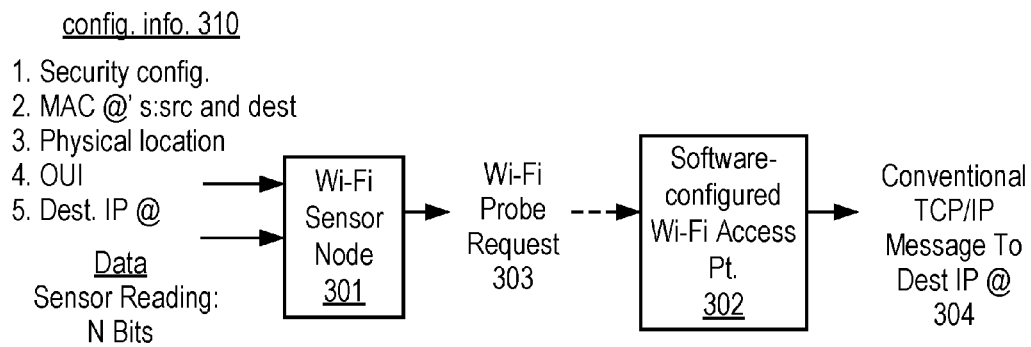 config. info. 310
1. Security config.
2. MAC @' s:src and dest
3. Physical location
4. OUI
5. Dest. IP @
Data
Sensor Reading:
N Bits
Wi-Fi
Sensor
Node
301
Wi-Fi
Probe
Request
303
Software-
configured
Wi-Fi Access
Pt.
302
Conventional
TCP/IP
Message To
Dest IP @
304